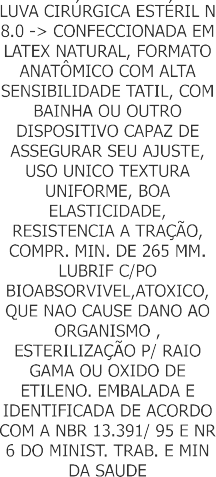 LUVA CIRÚRGICA ESTÉRIL N
8.0 -> CONFECCIONADA EM
LATEX NATURAL, FORMATO
ANATÔMICO COM ALTA
SENSIBILIDADE TATIL, COM
BAINHA OU OUTRO
DISPOSITIVO CAPAZ DE
ASSEGURAR SEU AJUSTE,
USO UNICO TEXTURA
UNIFORME, BOA
ELASTICIDADE,
RESISTENCIA A TRAÇÃO,
COMPR. MIN. DE 265 MM.
LUBRIF C/PO
BIOABSORVIVEL,ATOXICO,
QUE NAO CAUSE DANO AO
ORGANISMO ,
ESTERILIZAÇÃO P/ RAIO
GAMA OU OXIDO DE
ETILENO. EMBALADA E
IDENTIFICADA DE ACORDO
COM A NBR 13.391/ 95 E NR
6 DO MINIST. TRAB. E MIN
DA SAUDE